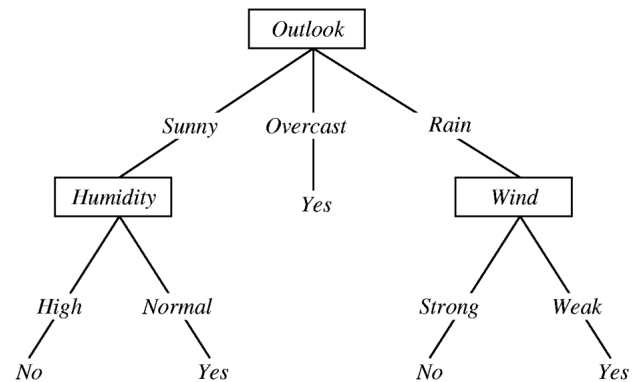 Outlook
Sunny Overcast Rain
Humidity Yes Wind
High Normal Strong Weak
No Yes No Yes